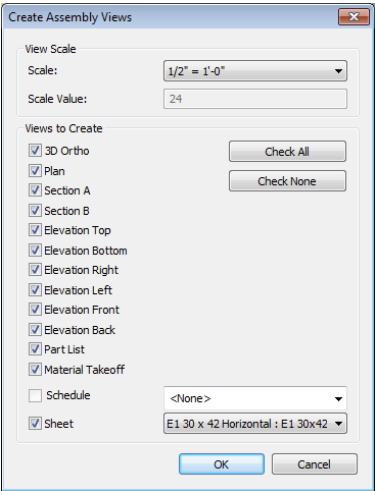 Create Assembly Views
View Scale
Scale: 1/2" = 1'-0"
Scale Value: 24
Views to Create
3D Ortho Check All
Plan
Check None
Section A
Section B
Elevation Top
Elevation Bottom
Elevation Right
Elevation Left
Elevation Front
Elevation Back
Part List
Material Takeoff
Schedule <None>
Sheet E1 30 x 42 Horizontal : E1 30x42
OK Cancel